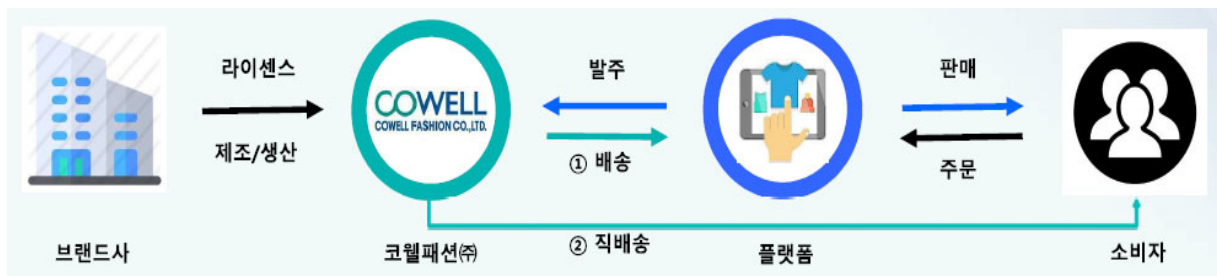 라이센스
제조/생산
COWELL
COWELL FASHION CO.,LTD.
발주
① 배송
판매
주문
② 직배송
브랜드사
코웰패션㈜
플랫폼
소비자